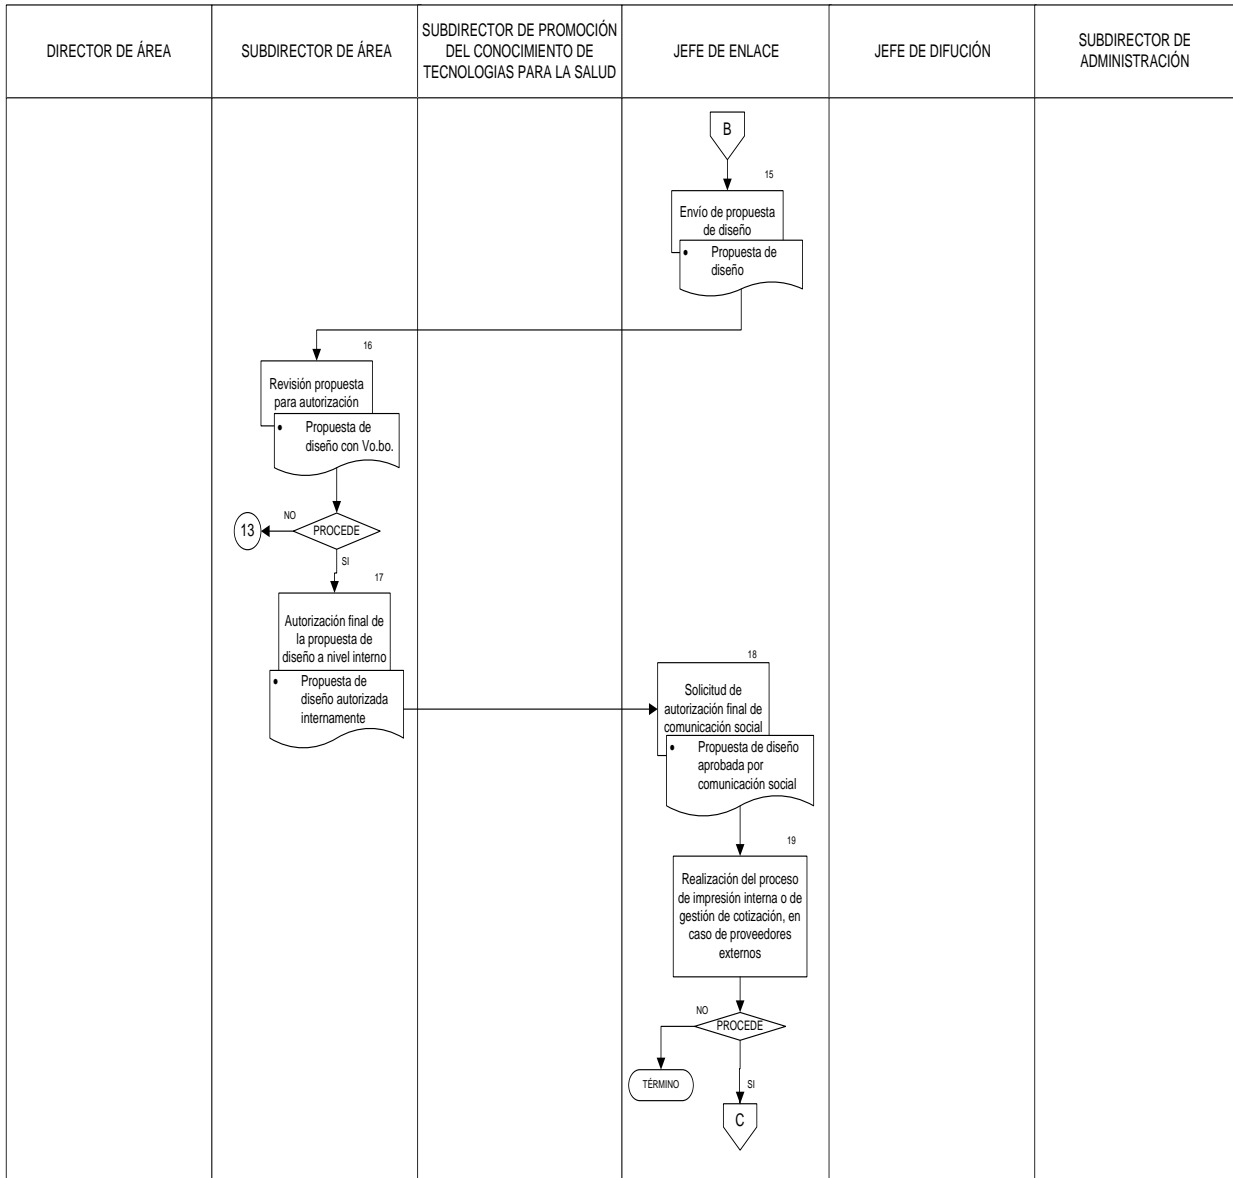 DIRECTOR DE ÁREA
SUBDIRECTOR DE ÁREA
SUBDIRECTOR DE PROMOCIÓN
DEL CONOCIMIENTO DE
TECNOLOGIAS PARA LA SALUD
JEFE DE ENLACE
JEFE DE DIFUCIÓN
SUBDIRECTOR DE
ADMINISTRACIÓN
B
15
Envío de propuesta
de diseño
• Propuesta de
diseño
16
Revisión propuesta
para autorización
• Propuesta de
diseño con Vo.bo.
NO
13
PROCEDE
SI
17
Autorización final de
la propuesta de
diseño a nivel interno
• Propuesta de
diseño autorizada
internamente
18
Solicitud de
autorización final de
comunicación social
• Propuesta de diseño
aprobada por
comunicación social
19
Realización del proceso
de impresión interna o de
gestión de cotización, en
caso de proveedores
externos
NO
PROCEDE
TÉRMINO
SI
C